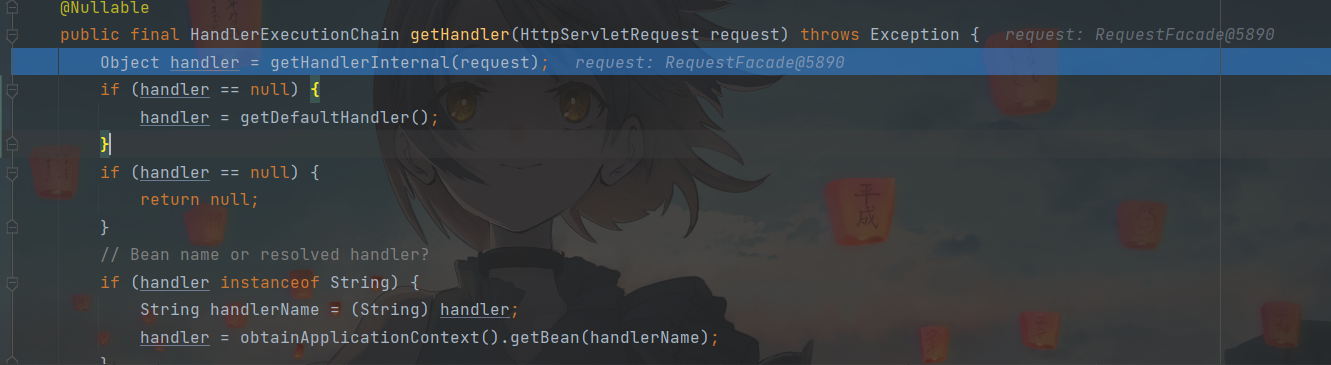 @Nullable
public final HandlerExecutionChain getHandler(HttpServletRequest request) throws Exception {   request: RequestFacade@5890
    Object handler = getHandlerInternal(request);   request: RequestFacade@5890
    if (handler == null) {
        handler = getDefaultHandler();
    }
    if (handler == null) {
        return null;
    }
    // Bean name or resolved handler?
    if (handler instanceof String) {
        String handlerName = (String) handler;
        handler = obtainApplicationContext().getBean(handlerName);
    }
平成